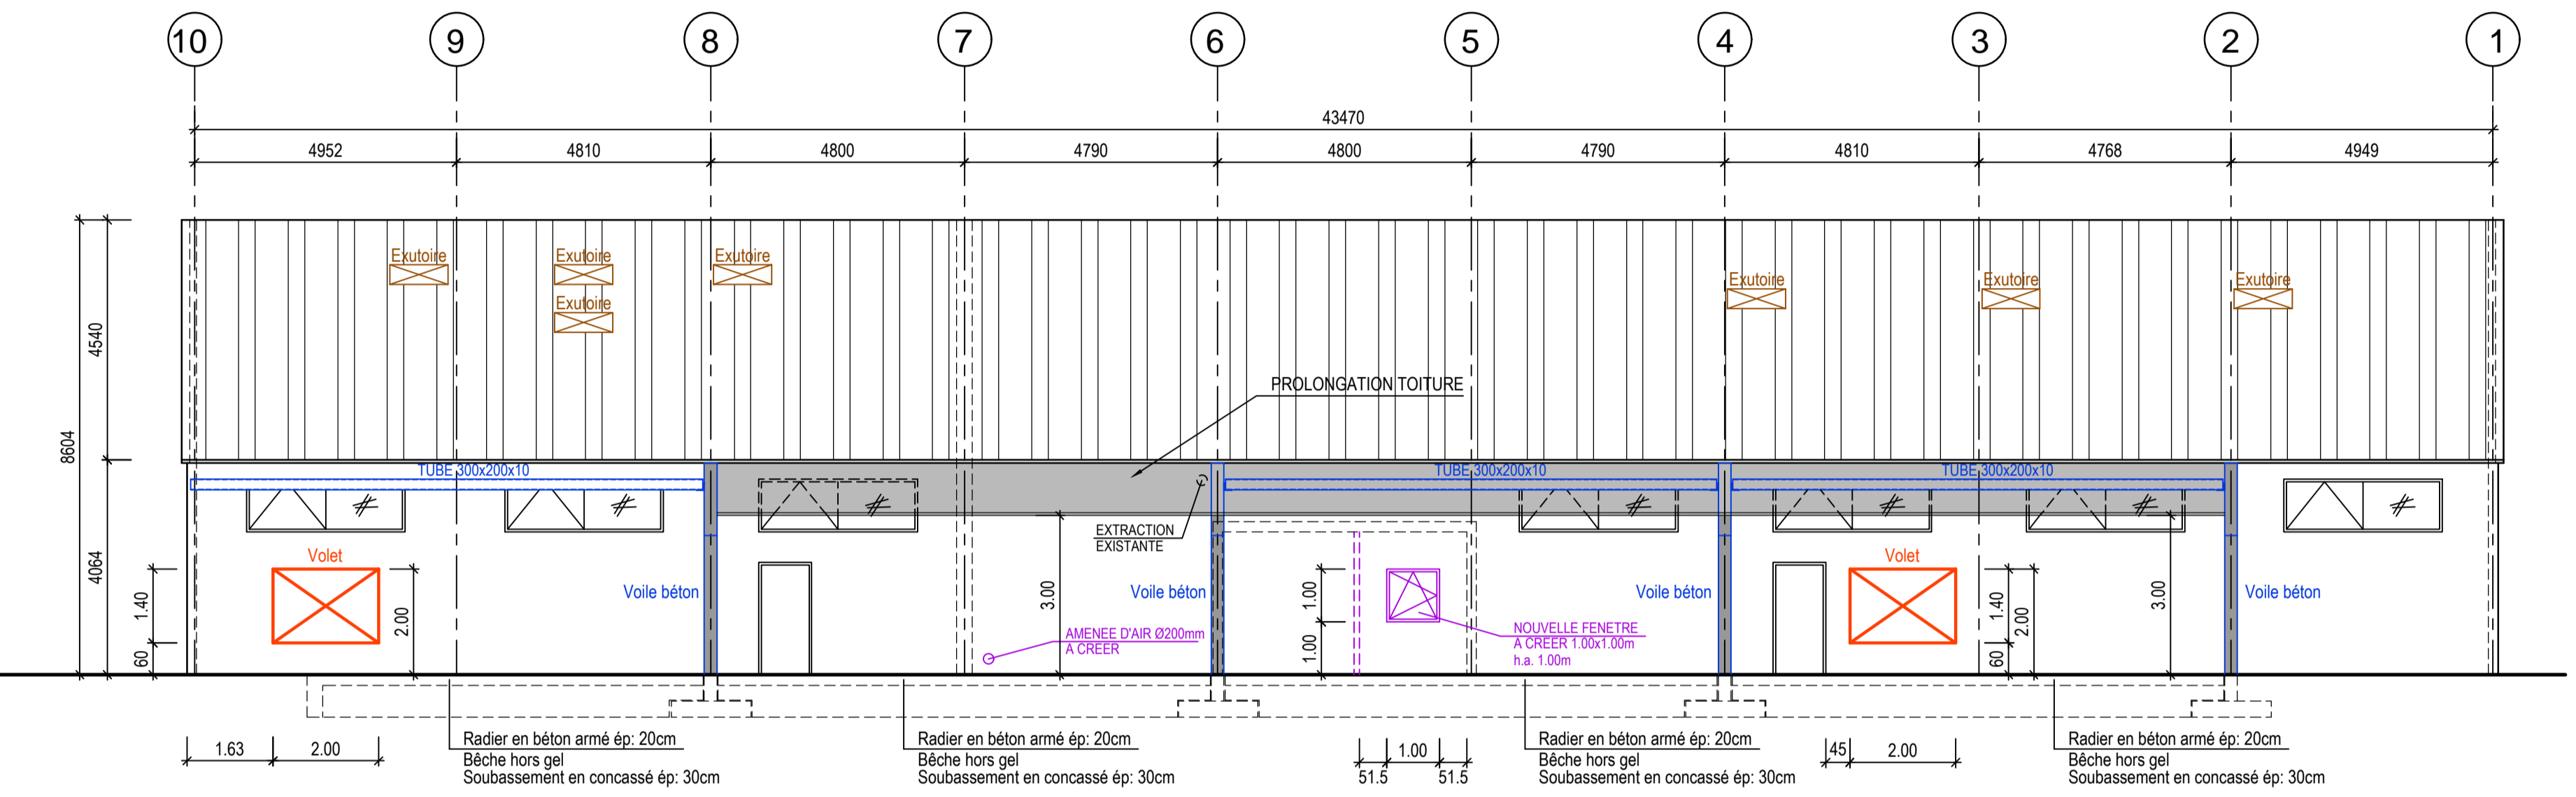 10 9 8 7 6 5 4 3 2 1
43470
4952 4810 4800 4790 4800 4790 4810 4768 4949
Exutoire Exutoire Exutoire
Exutoire Exutoire Exutoire
Exutoire
4540
8604
4064
PROLONGATION TOITURE
TUBE 300x200x10 TUBE 300x200x10 TUBE 300x200x10
EXTRACTION
EXISTANTE
Volet Volet
Voile béton Voile béton Voile béton Voile béton
1.40
60
2.00
3.00
1.00
1.00
1.40
60
2.00
3.00
AMENEE D'AIR Ø200mm
A CREER
NOUVELLE FENETRE
A CREER 1.00x1.00m
h.a. 1.00m
1.63 2.00
Radier en béton armé ép: 20cm
Bêche hors gel
Soubassement en concassé ép: 30cm
Radier en béton armé ép: 20cm
Bêche hors gel
Soubassement en concassé ép: 30cm
51.5 1.00 51.5
Radier en béton armé ép: 20cm
Bêche hors gel
Soubassement en concassé ép: 30cm
45 2.00
Radier en béton armé ép: 20cm
Bêche hors gel
Soubassement en concassé ép: 30cm